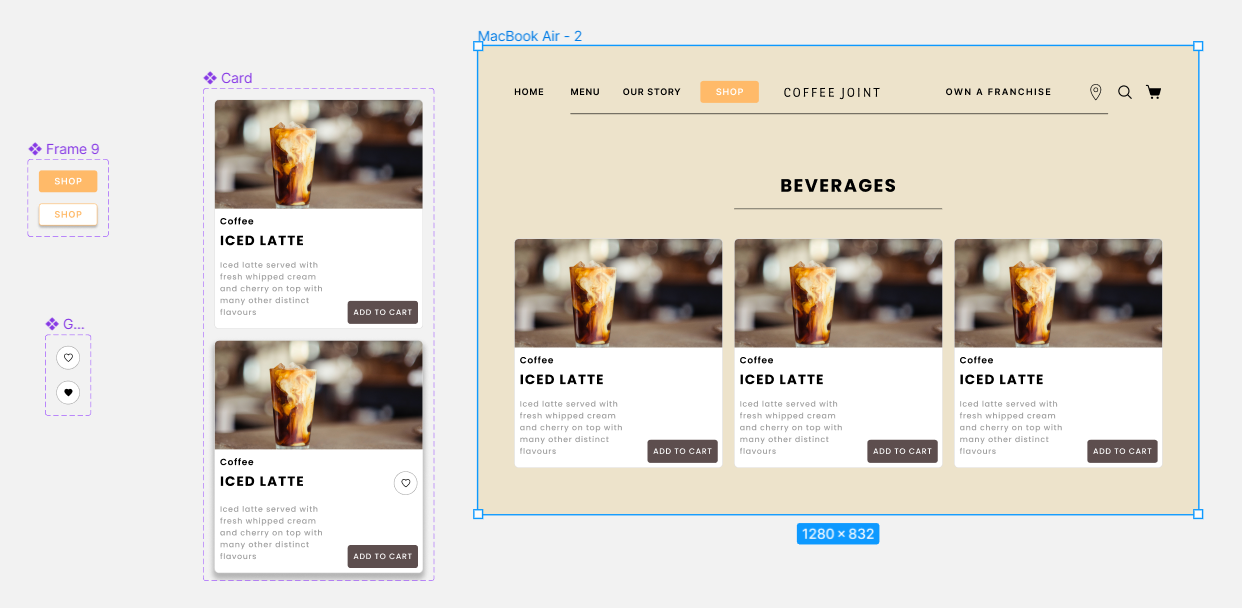 MacBook Air - 2
Card
Frame 9
SHOP
SHOP
G...
Coffee
ICED LATTE
Iced latte served with
fresh whipped cream
and cherry on top with
many other distinct
flavours
ADD TO CART
Coffee
ICED LATTE
Iced latte served with
fresh whipped cream
and cherry on top with
many other distinct
flavours
ADD TO CART
HOME MENU OUR STORY SHOP COFFEE JOINT OWN A FRANCHISE
BEVERAGES
Coffee
ICED LATTE
Iced latte served with
fresh whipped cream
and cherry on top with
many other distinct
flavours
ADD TO CART
Coffee
ICED LATTE
Iced latte served with
fresh whipped cream
and cherry on top with
many other distinct
flavours
ADD TO CART
Coffee
ICED LATTE
Iced latte served with
fresh whipped cream
and cherry on top with
many other distinct
flavours
ADD TO CART
1280 × 832